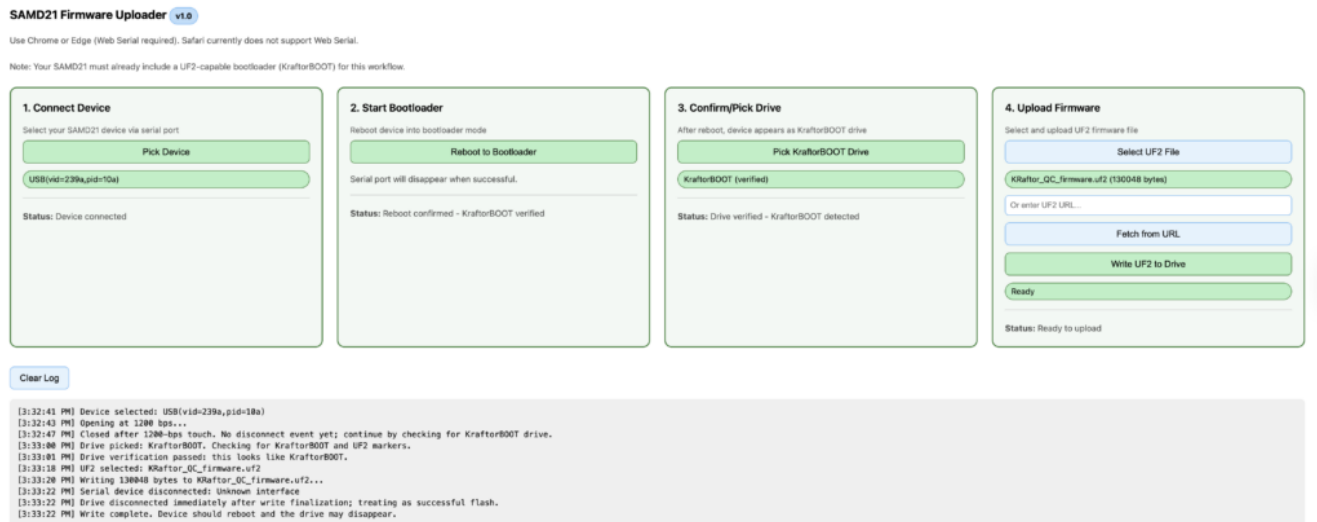 SAMD21 Firmware Uploader v1.0
Use Chrome or Edge (Web Serial required). Safari currently does not support Web Serial.
Note: Your SAMD21 must already include a UF2-capable bootloader (KraftorBOOT) for this workflow.
1. Connect Device
Select your SAMD21 device via serial port
Pick Device
USB(vid=239a,pid=10a)
Status: Device connected
2. Start Bootloader
Reboot device into bootloader mode
Reboot to Bootloader
Serial port will disappear when successful.
Status: Reboot confirmed - KraftorBOOT verified
3. Confirm/Pick Drive
After reboot, device appears as KraftorBOOT drive
Pick KraftorBOOT Drive
KraftorBOOT (verified)
Status: Drive verified - KraftorBOOT detected
4. Upload Firmware
Select and upload UF2 firmware file
Select UF2 File
KRaftor_QC_firmware.uf2 (130048 bytes)
Or enter UF2 URL...
Fetch from URL
Write UF2 to Drive
Ready
Status: Ready to upload
Clear Log
[3:32:41 PM] Device selected: USB(vid=239a,pid=10a)
[3:32:43 PM] Opening at 1200 bps...
[3:32:47 PM] Closed after 1200-bps touch. No disconnect event yet; continue by checking for KraftorBOOT drive.
[3:33:00 PM] Drive picked: KraftorBOOT. Checking for KraftorBOOT and UF2 markers.
[3:33:01 PM] Drive verification passed: this looks like KraftorBOOT.
[3:33:18 PM] UF2 selected: KRaftor_QC_firmware.uf2
[3:33:20 PM] Writing 130048 bytes to KRaftor_QC_firmware.uf2...
[3:33:22 PM] Serial device disconnected: Unknown interface
[3:33:22 PM] Drive disconnected immediately after write finalization; treating as successful flash.
[3:33:22 PM] Write complete. Device should reboot and the drive may disappear.